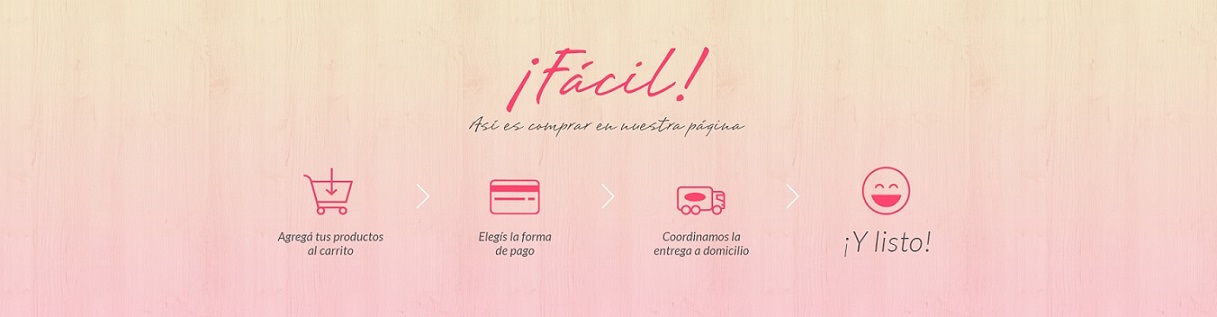 ¡Fácil!
Así es comprar en nuestra página
Agregá tus productos
al carrito
Elegís la forma
de pago
Coordinamos la
entrega a domicilio
¡Y listo!